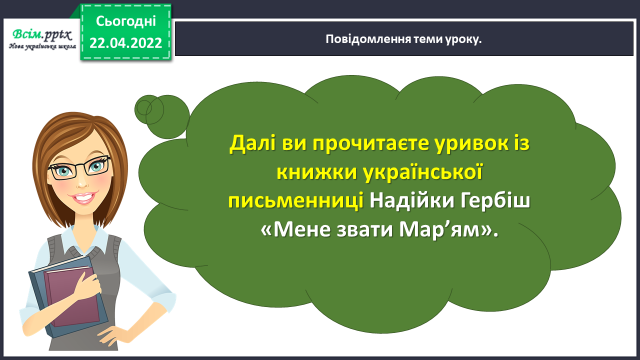 Всім.pptx
Нова українська школа
Сьогодні
22.04.2022
Повідомлення теми уроку.
Далі ви прочитаєте уривок із
книжки української
письменниці Надійки Гербіш
«Мене звати Мар’ям».